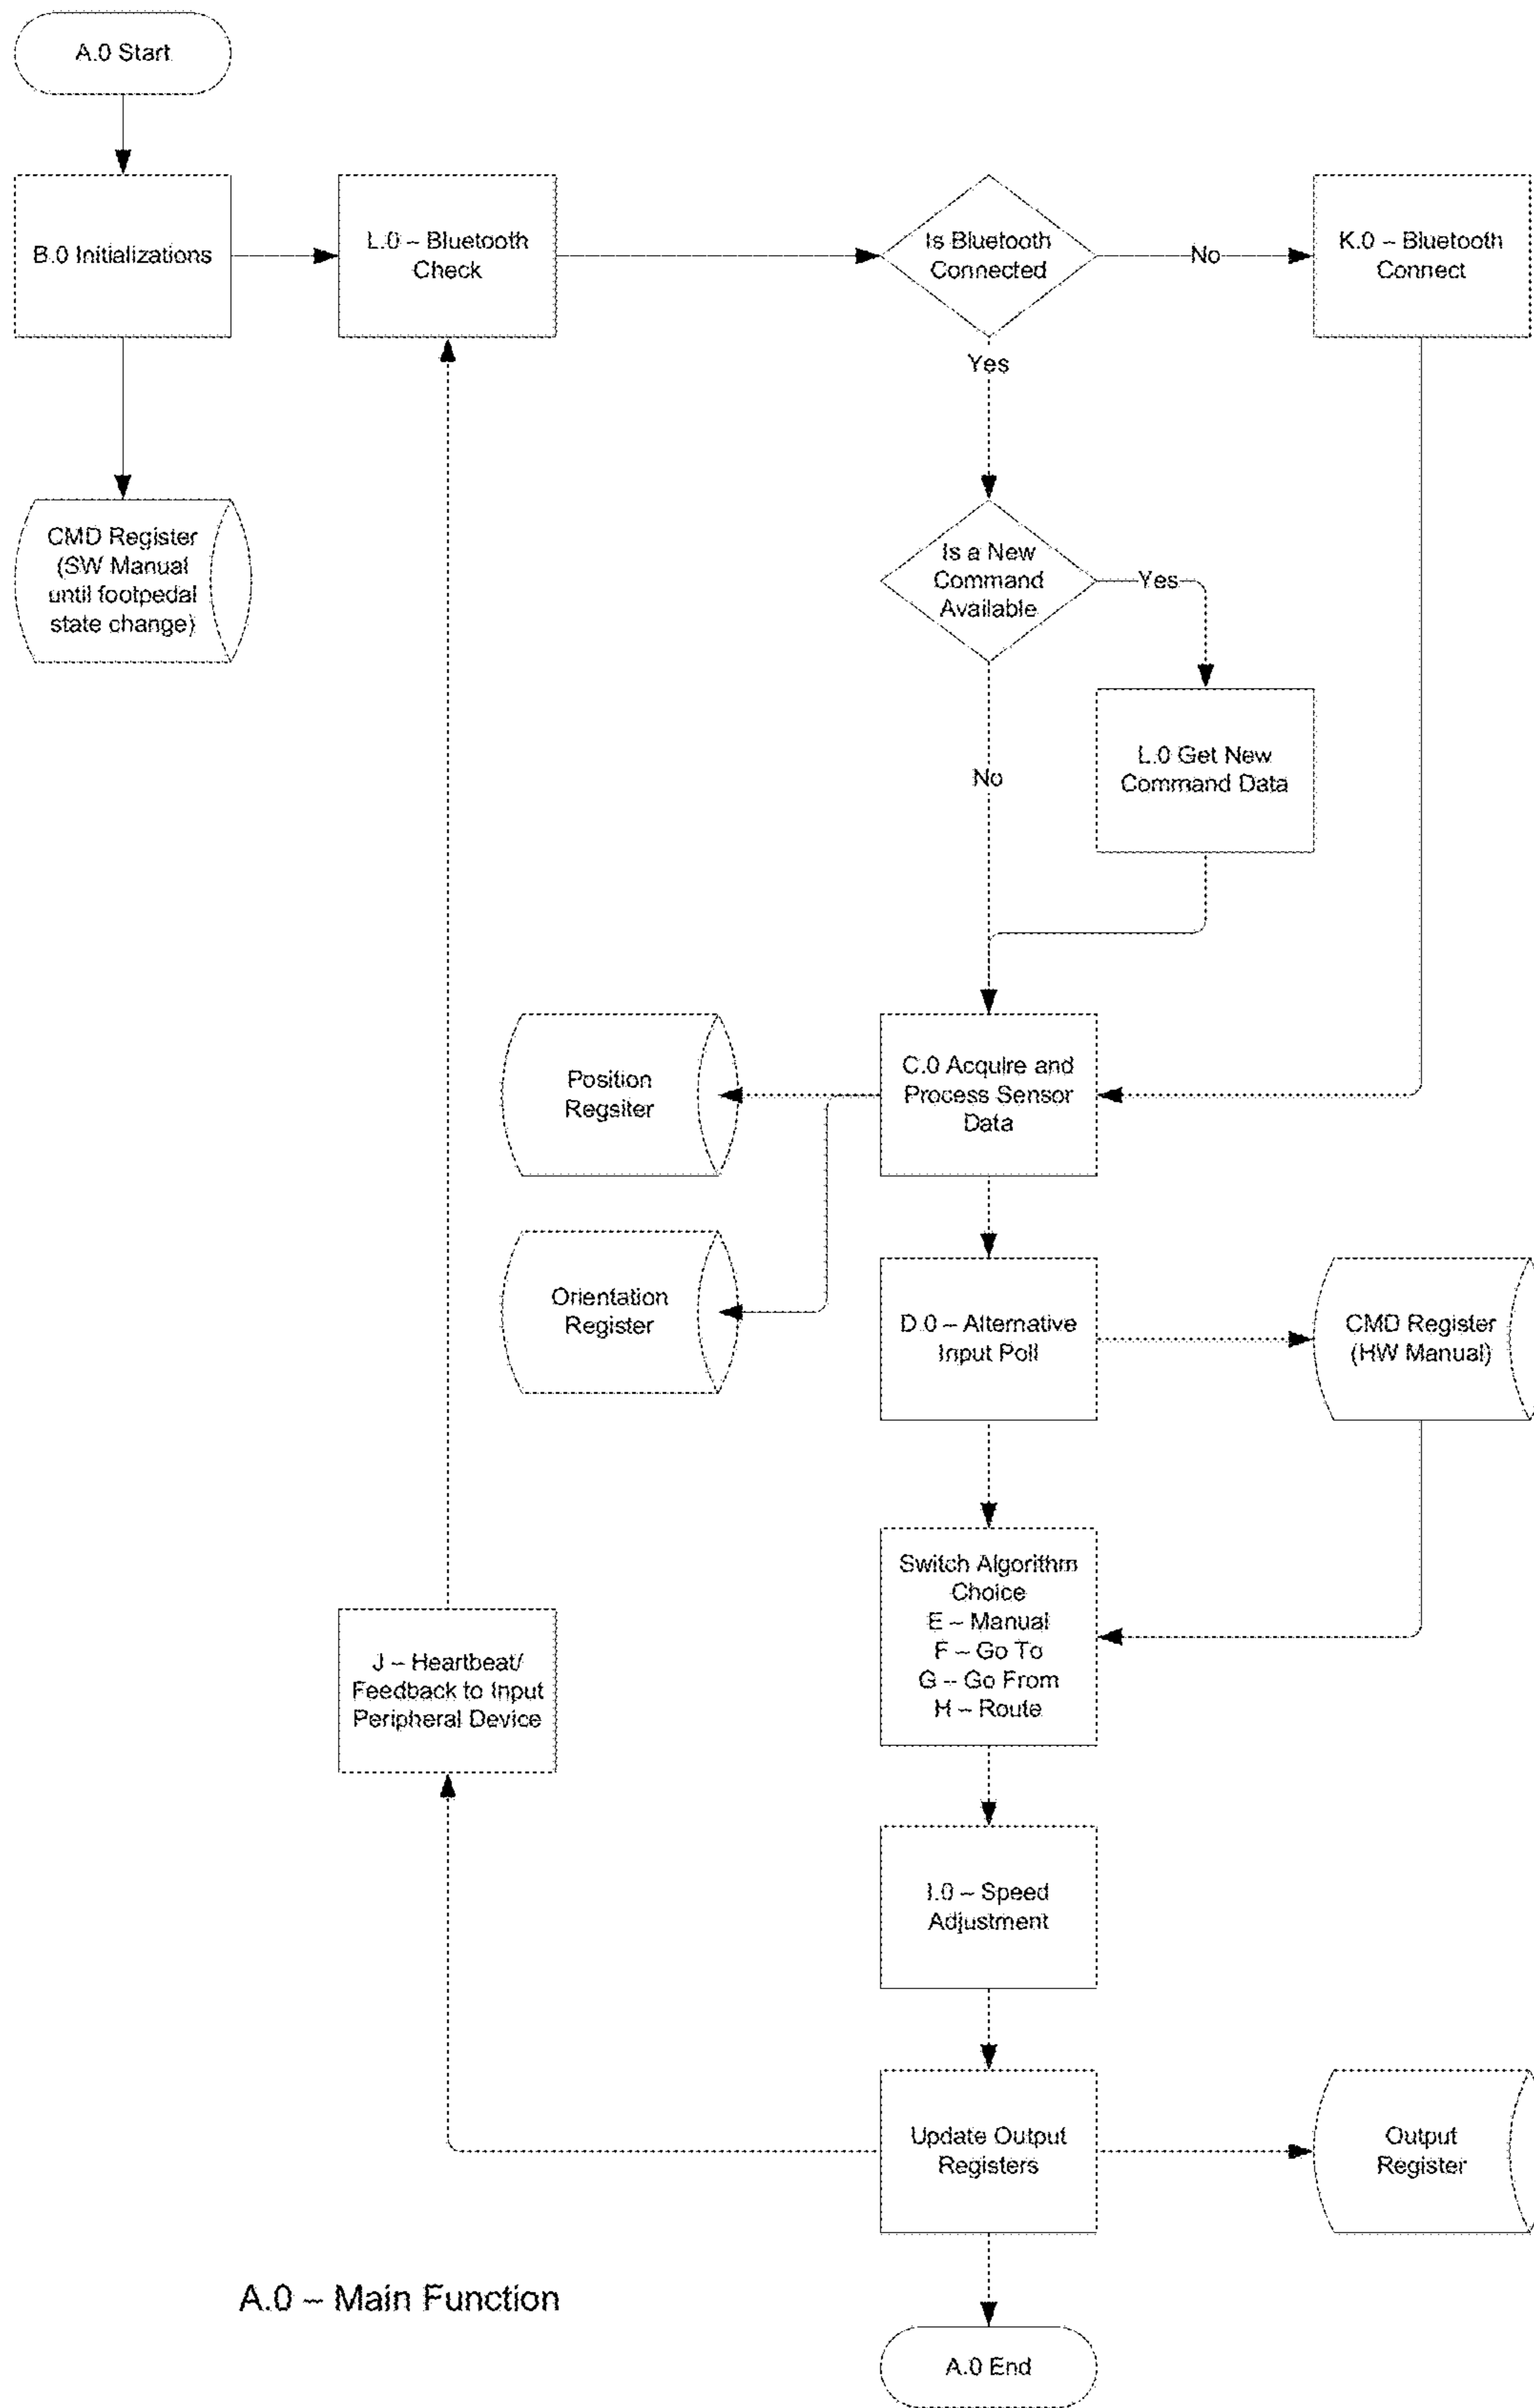 A.0 Start
B.0 Initializations
L.0 – Bluetooth
Check
Is Bluetooth
Connected
No
K.0 – Bluetooth
Connect
Yes
CMD Register
(SW Manual
until footpedal
state change)
Is a New
Command
Available
Yes
L.0 Get New
Command Data
No
Position
Regsiter
C.0 Acquire and
Process Sensor
Data
Orientation
Register
D.0 – Alternative
Input Poll
CMD Register
(HW Manual)
Switch Algorithm
Choice
E – Manual
F – Go To
G – Go From
H – Route
J – Heartbeat/
Feedback to Input
Peripheral Device
I.0 – Speed
Adjustment
Update Output
Registers
Output
Register
A.0 – Main Function
A.0 End